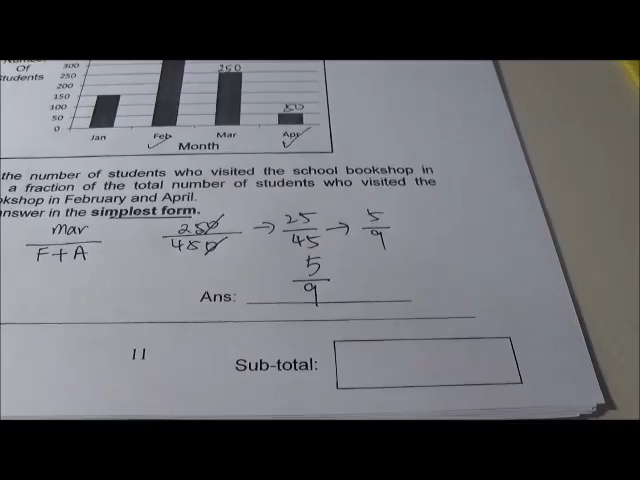 Number
Of
Students
300
250
200
150
100
50
0
250
50
Jan Feb Mar Apr
Month
the number of students who visited the school bookshop in
a fraction of the total number of students who visited the
kshop in February and April.
answer in the simplest form.
Mar 250 → 25 → 5
F+A 450 45 9
5
Ans:
9
11
Sub-total: